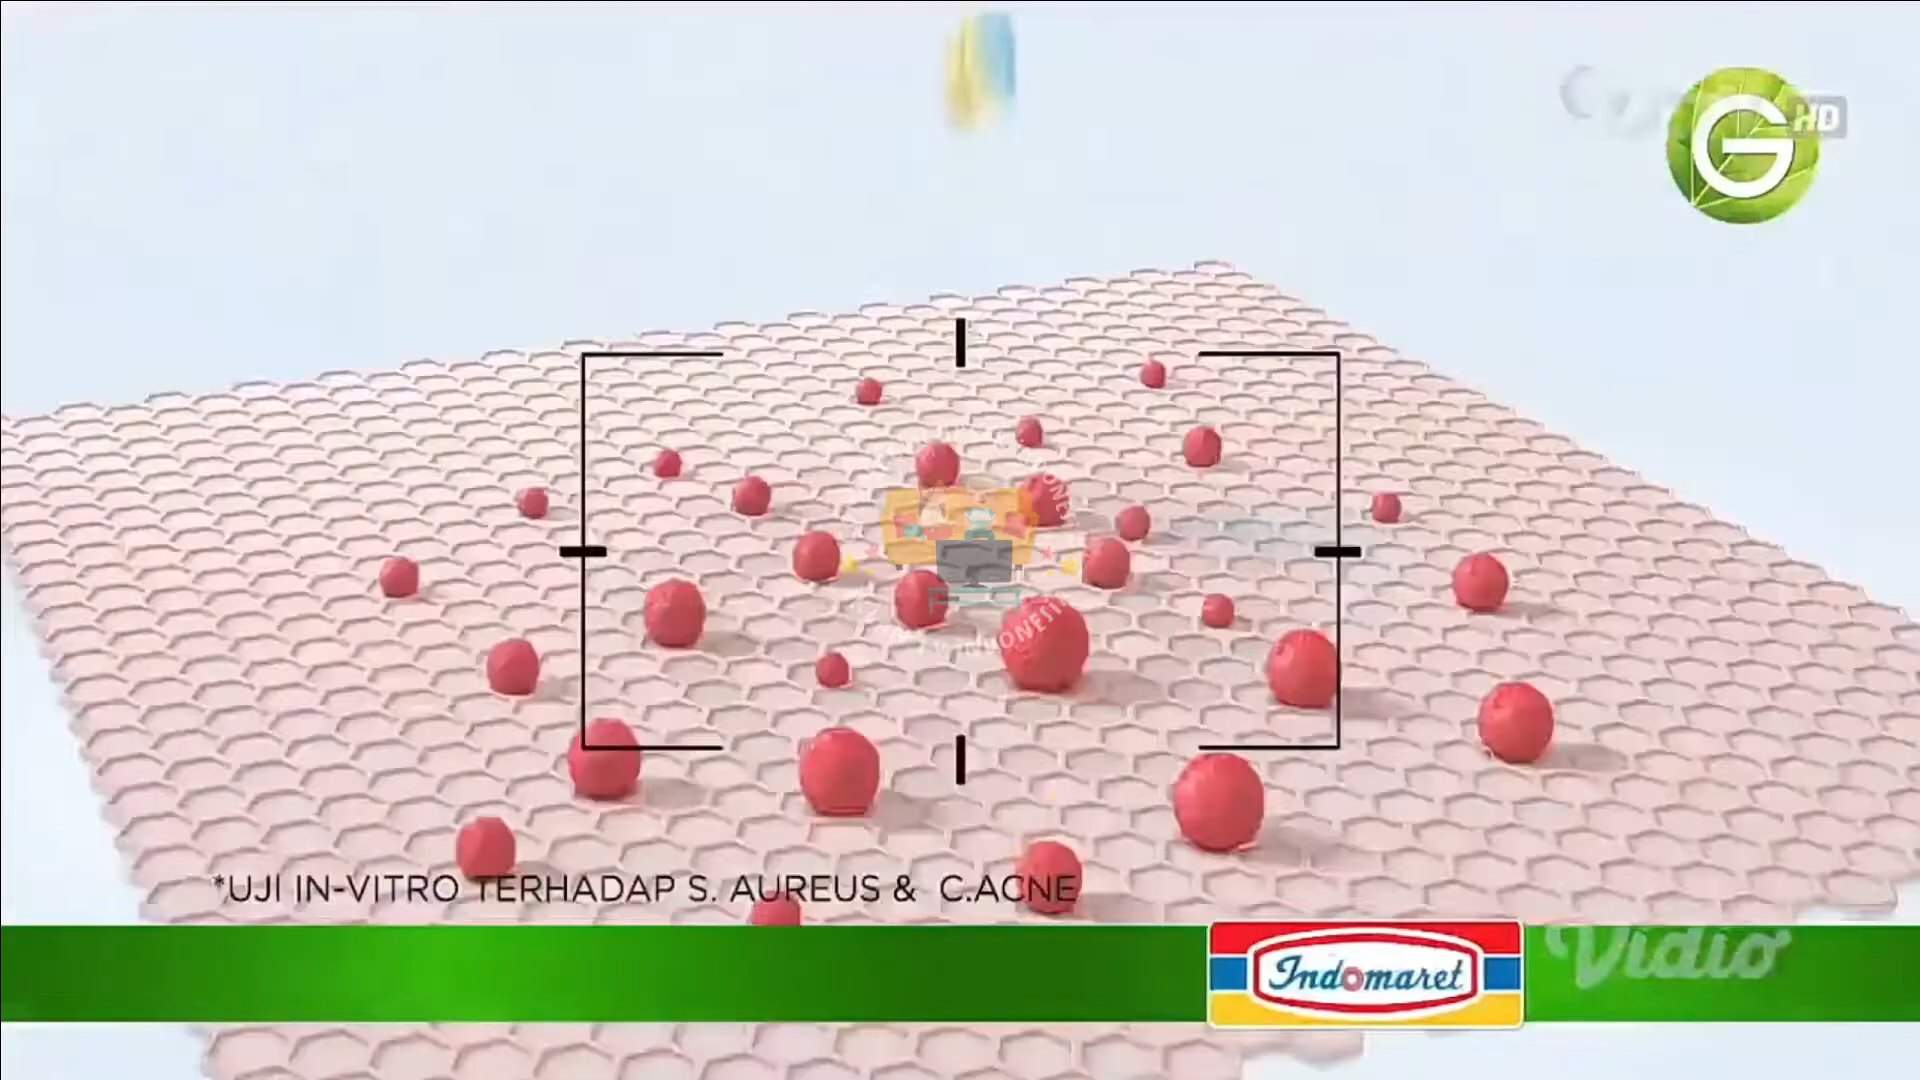 G HD
*UJI IN-VITRO TERHADAP S. AUREUS & C.ACNE
Indomaret
Vidio